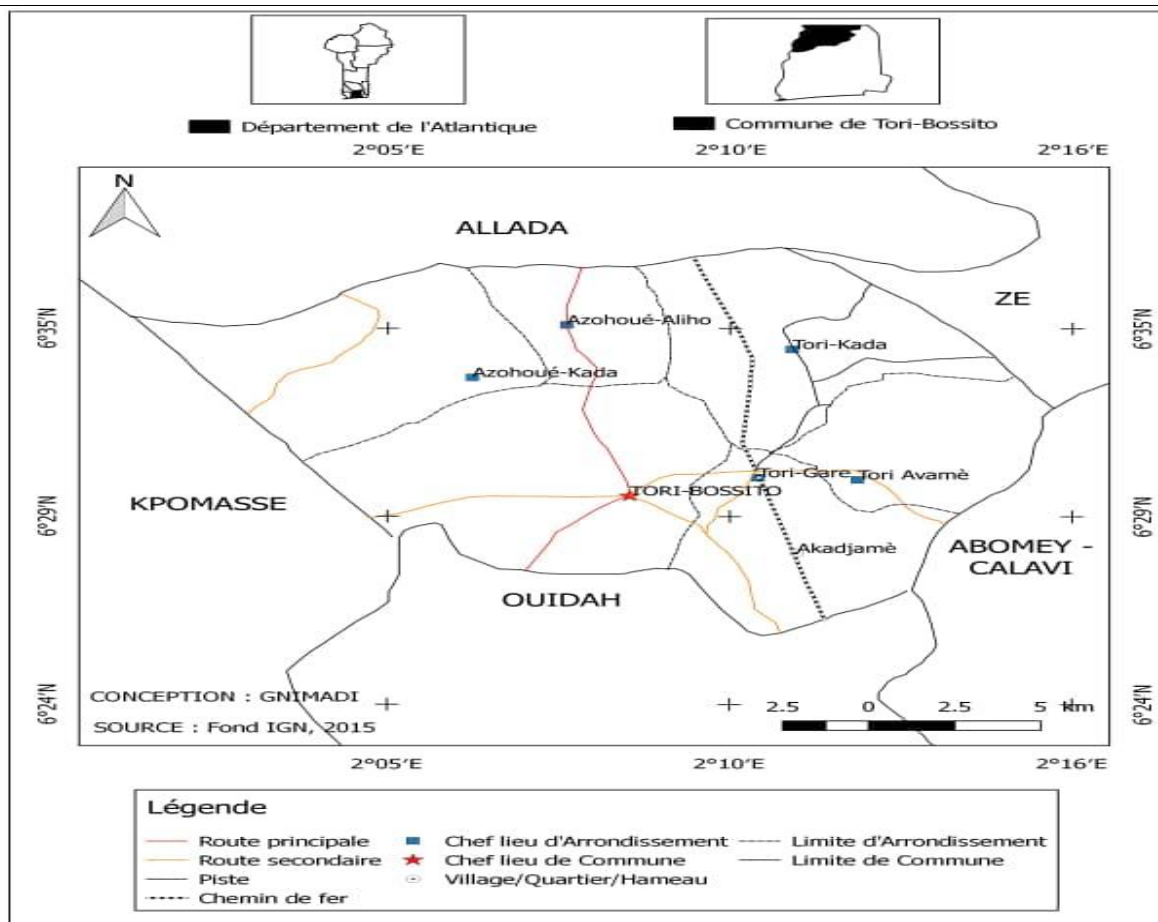 Département de l'Atlantique
Commune de Tori-Bossito
2°05'E 2°10'E 2°16'E
N
ALLADA
ZE
6°35'N 6°35'N
Azohoué-Aliho
Tori-Kada
Azohoué-Kada
Tori-Gare
Tori Avamè
TORI-BOSSITO
KPOMASSE
6°29'N 6°29'N
Akadjamè
ABOMEY -
CALAVI
OUIDAH
CONCEPTION : GNIMADI
6°24'N 6°24'N
SOURCE : Fond IGN, 2015
2.5 0 2.5 5 km
2°05'E 2°10'E 2°16'E
Légende
Route principale Chef lieu d'Arrondissement Limite d'Arrondissement
Route secondaire Chef lieu de Commune Limite de Commune
Piste Village/Quartier/Hameau
Chemin de fer